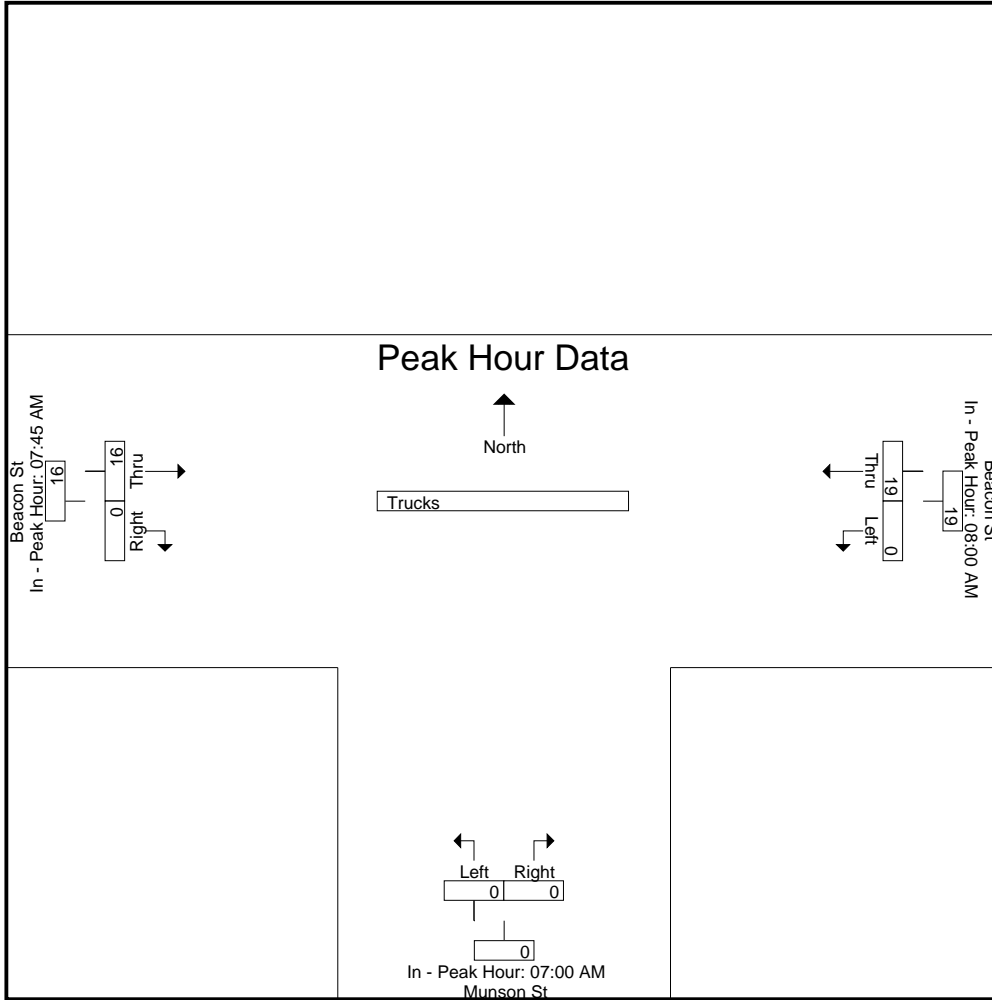 Peak Hour Data
North
Trucks
Beacon St
In - Peak Hour: 07:45 AM
16
16
0
Thru
Right
Thru
Left
19
0
19
In - Peak Hour: 08:00 AM
Beacon St
Left Right
0 0
0
In - Peak Hour: 07:00 AM
Munson St